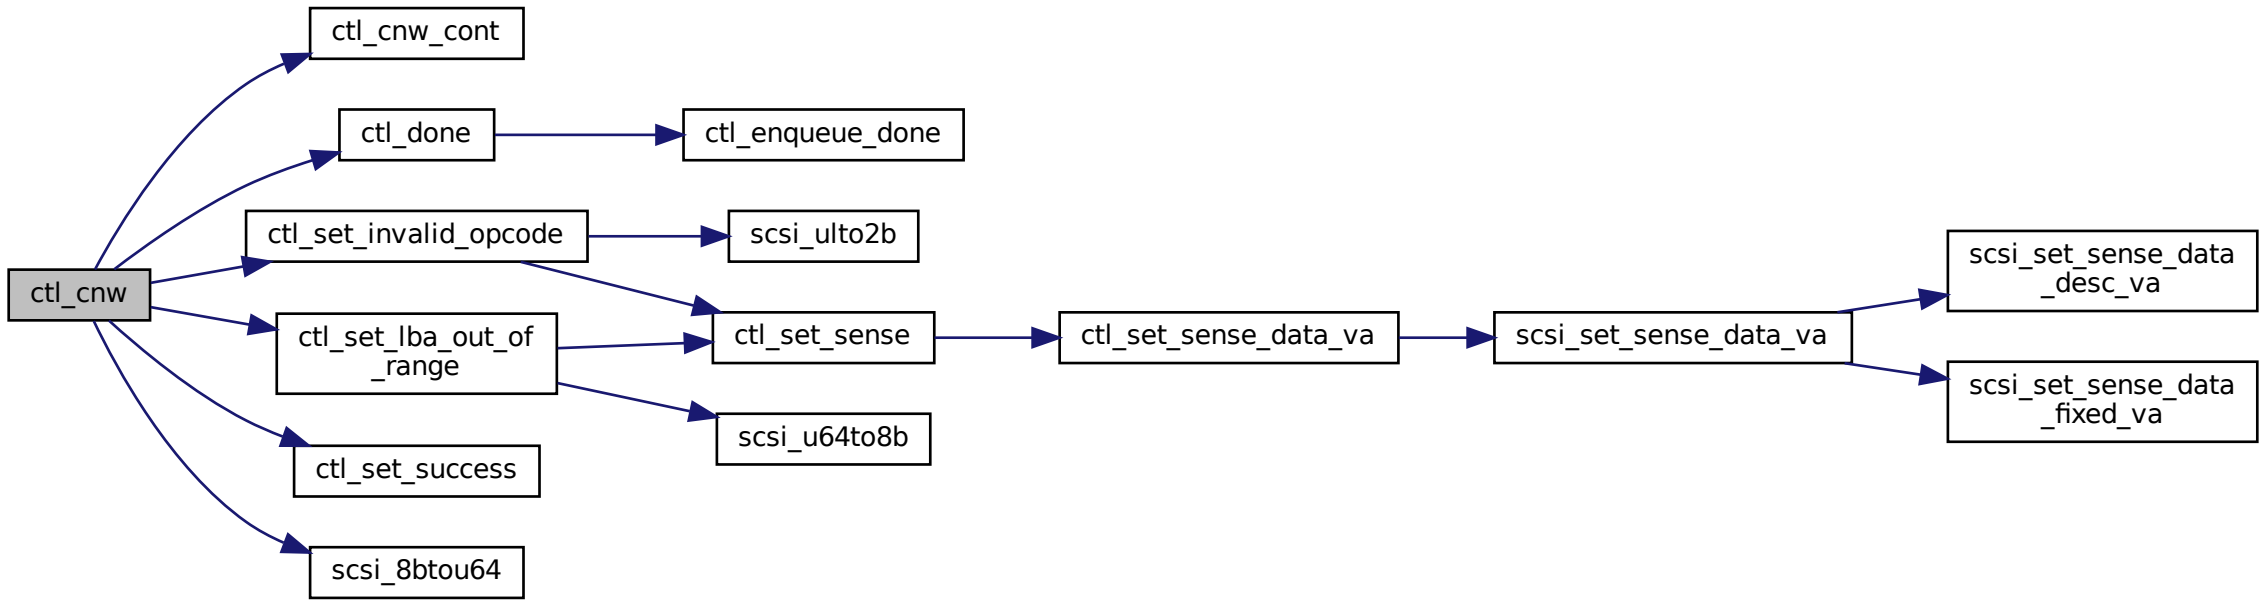 ctl_cnw
ctl_cnw_cont
ctl_done
ctl_enqueue_done
ctl_set_invalid_opcode
scsi_ulto2b
ctl_set_lba_out_of
_range
ctl_set_sense
scsi_u64to8b
ctl_set_sense_data_va
scsi_set_sense_data_va
scsi_set_sense_data
_desc_va
scsi_set_sense_data
_fixed_va
ctl_set_success
scsi_8btou64